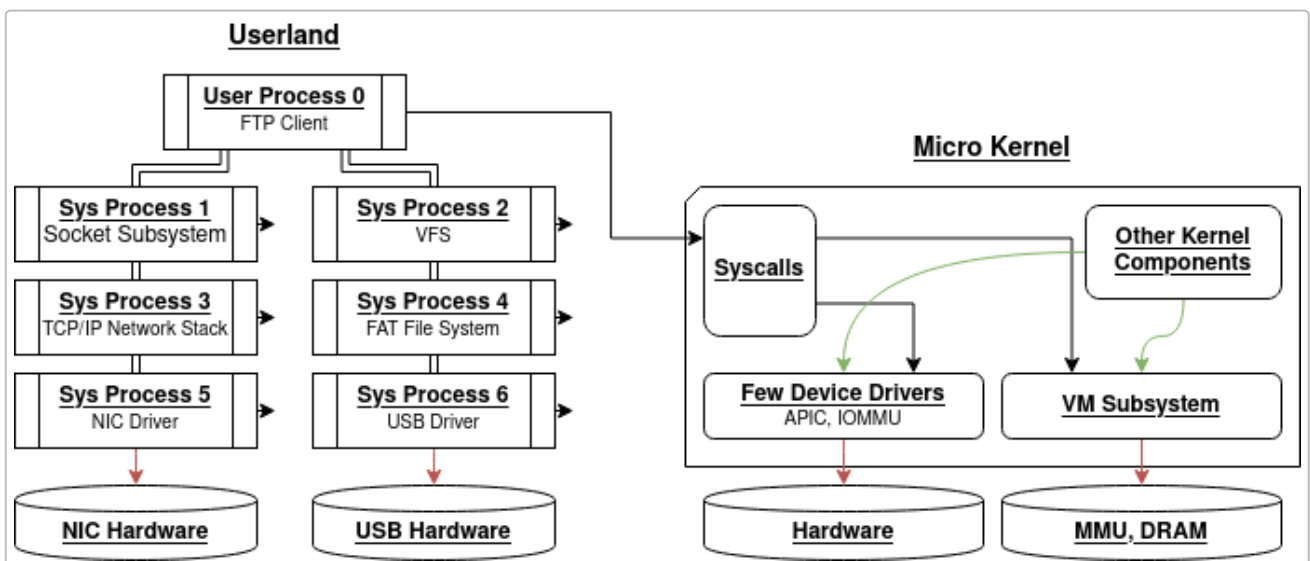 Userland
User Process 0
FTP Client
Micro Kernel
Sys Process 1
Socket Subsystem
Sys Process 2
VFS
Syscalls
Other Kernel
Components
Sys Process 3
TCP/IP Network Stack
Sys Process 4
FAT File System
Sys Process 5
NIC Driver
Sys Process 6
USB Driver
Few Device Drivers
APIC, IOMMU
VM Subsystem
NIC Hardware
USB Hardware
Hardware
MMU, DRAM